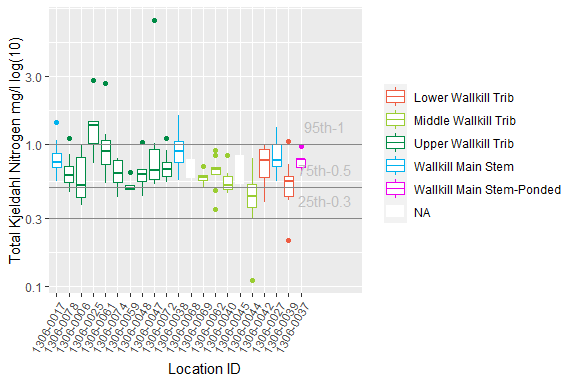 Total Kjeldahl Nitrogen mg/l log(10)
3.0
1.0
0.3
0.1
95th-1
75th-0.5
25th-0.3
1306-0017
1306-0078
1306-0006
1306-0025
1306-0061
1306-0074
1306-0059
1306-0048
1306-0047
1306-0072
1306-0038
1306-0068
1306-0069
1306-0062
1306-0040
1306-0045
1306-0044
1306-0042
1306-0027
1306-0039
1306-0037
Location ID
Lower Wallkill Trib
Middle Wallkill Trib
Upper Wallkill Trib
Wallkill Main Stem
Wallkill Main Stem-Ponded
NA